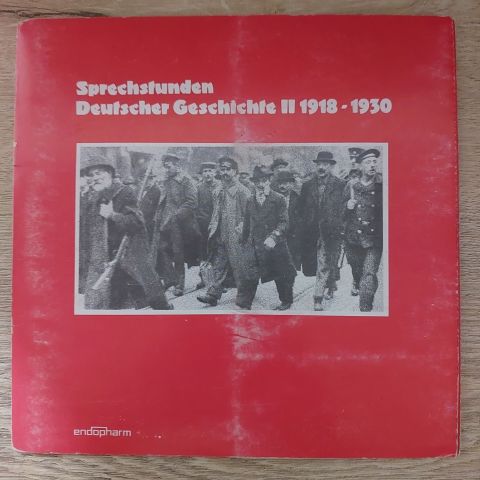 Sprechstunden
Deutscher Geschichte II 1918 - 1930
endopharm